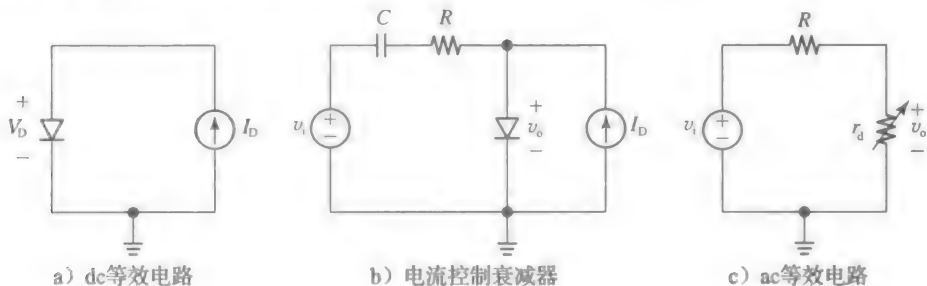 C R R
+ V_D − I_D v_i + − + v_o − I_D v_i + − r_d + v_o −
a）dc等效电路 b）电流控制衰减器 c）ac等效电路